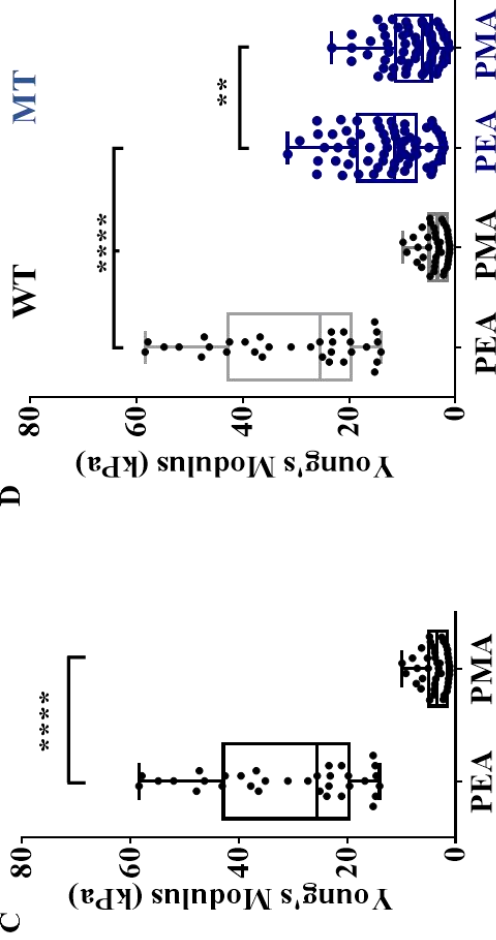 C
80
60
40
20
0
Young's Modulus (kPa)
****
PEA PMA
D
WT MT
80
60
40
20
0
Young's Modulus (kPa)
****
**
PEA PMA PEA PMA